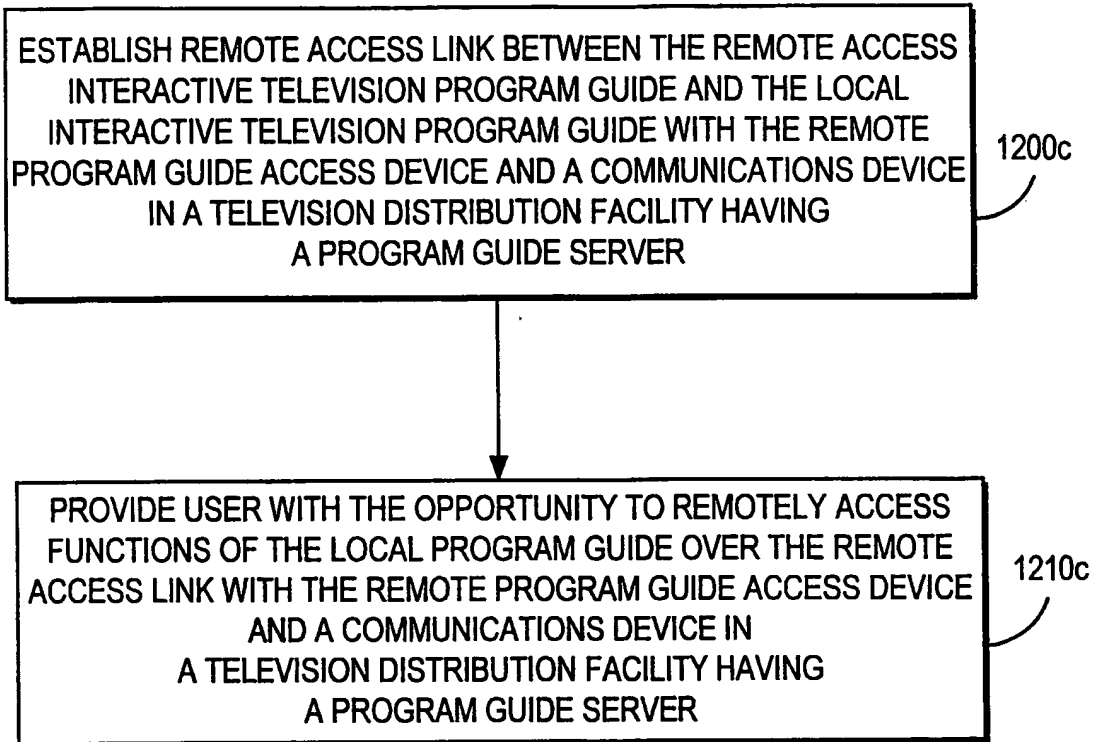 ESTABLISH REMOTE ACCESS LINK BETWEEN THE REMOTE ACCESS
INTERACTIVE TELEVISION PROGRAM GUIDE AND THE LOCAL
INTERACTIVE TELEVISION PROGRAM GUIDE WITH THE REMOTE
PROGRAM GUIDE ACCESS DEVICE AND A COMMUNICATIONS DEVICE
IN A TELEVISION DISTRIBUTION FACILITY HAVING
A PROGRAM GUIDE SERVER
1200c
PROVIDE USER WITH THE OPPORTUNITY TO REMOTELY ACCESS
FUNCTIONS OF THE LOCAL PROGRAM GUIDE OVER THE REMOTE
ACCESS LINK WITH THE REMOTE PROGRAM GUIDE ACCESS DEVICE
AND A COMMUNICATIONS DEVICE IN
A TELEVISION DISTRIBUTION FACILITY HAVING
A PROGRAM GUIDE SERVER
1210c